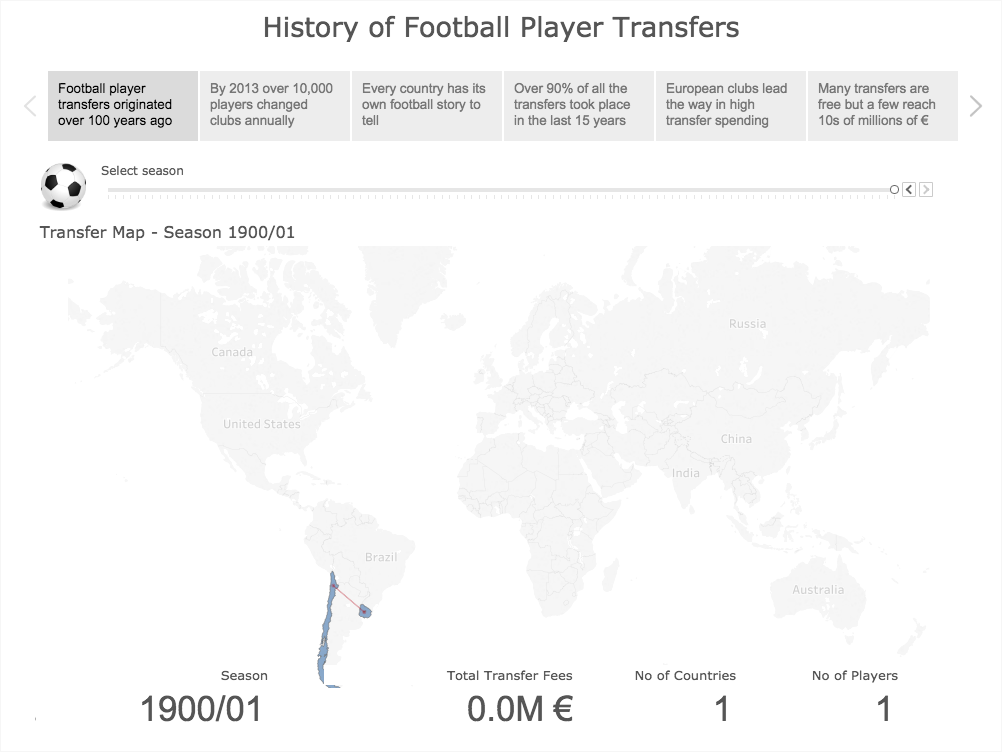 History of Football Player Transfers
Football player
transfers originated
over 100 years ago
By 2013 over 10,000
players changed
clubs annually
Every country has its
own football story to
tell
Over 90% of all the
transfers took place
in the last 15 years
European clubs lead
the way in high
transfer spending
Many transfers are
free but a few reach
10s of millions of €
Select season
Transfer Map - Season 1900/01
Russia
Canada
United States
China
India
Brazil
Australia
Season
1900/01
Total Transfer Fees
0.0M €
No of Countries
1
No of Players
1